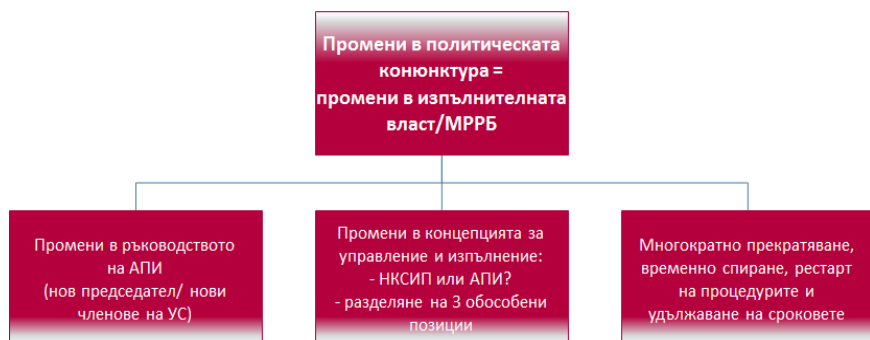 Промени в политическата
конюнктура =
промени в изпълнителната
власт/МРРБ
Промени в ръководството
на АПИ
(нов председател/ нови
членове на УС)
Промени в концепцията за
управление и изпълнение:
- НКСИП или АПИ?
- разделяне на 3 обособени
позиции
Многократно прекратяване,
временно спиране, рестарт
на процедурите и
удължаване на сроковете